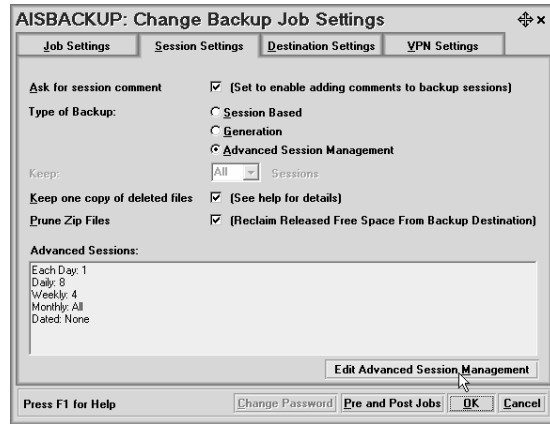 AISBACKUP: Change Backup Job Settings
Job Settings Session Settings Destination Settings VPN Settings
Ask for session comment (Set to enable adding comments to backup sessions)
Type of Backup: Session Based
Generation
Advanced Session Management
Keep: All Sessions
Keep one copy of deleted files (See help for details)
Prune Zip Files (Reclaim Released Free Space From Backup Destination)
Advanced Sessions:
Each Day: 1
Daily: 8
Weekly: 4
Monthly: All
Dated: None
Edit Advanced Session Management
Press F1 for Help Change Password Pre and Post Jobs OK Cancel